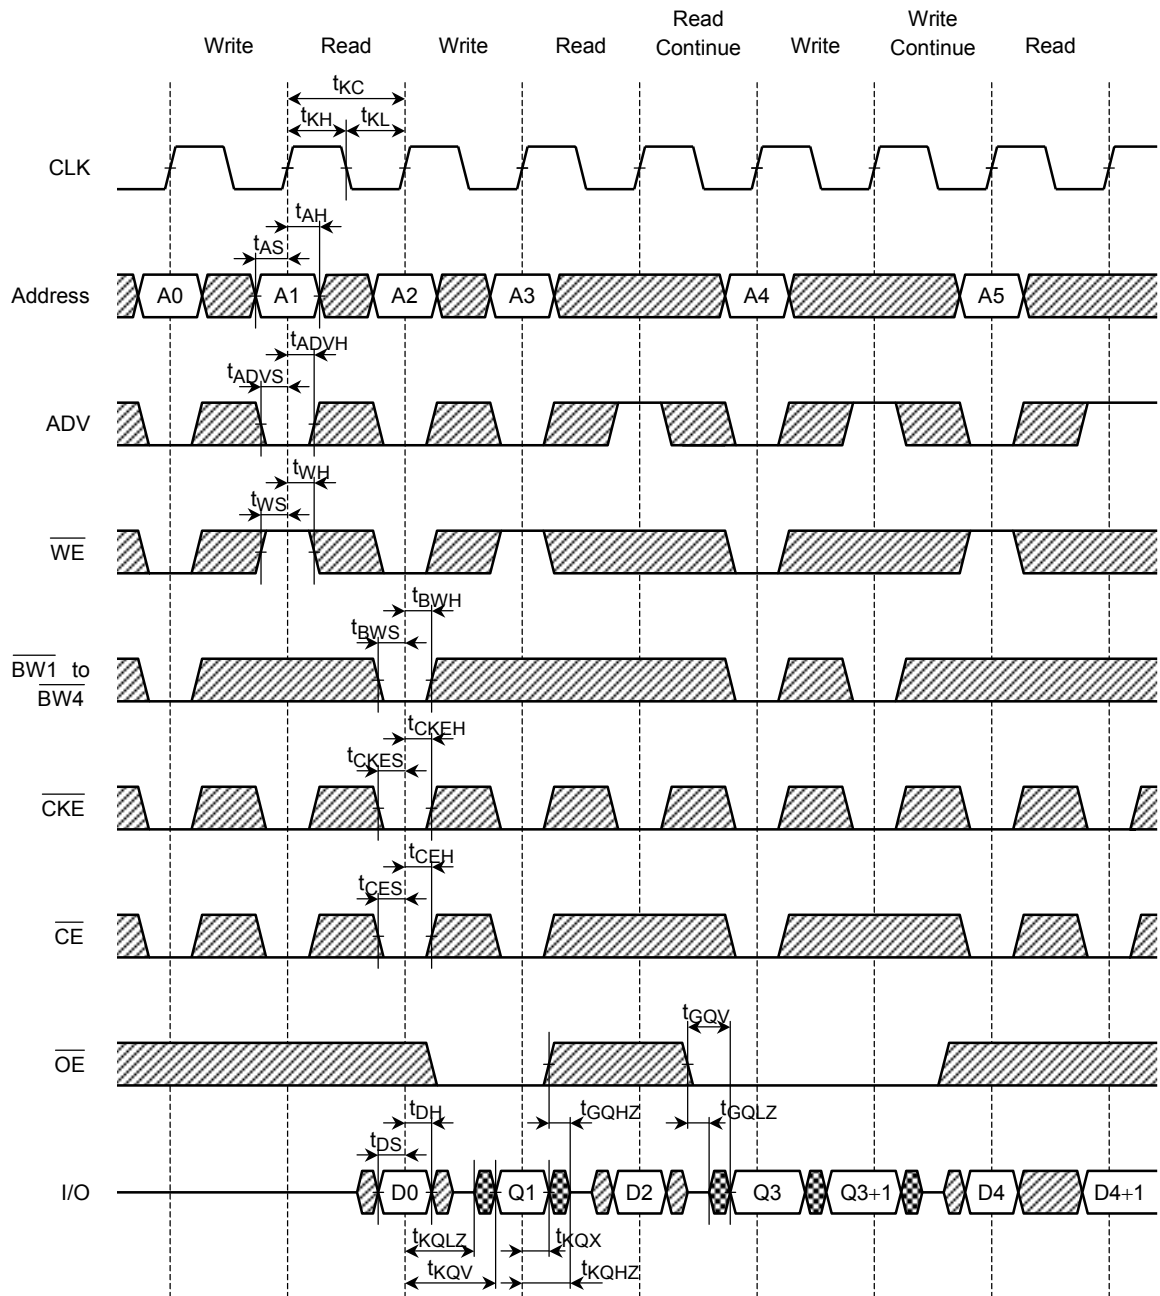 Write Read Write Read Read Continue Write Write Continue Read
tKC
tKH tKL
CLK
tAH
tAS
Address A0 A1 A2 A3 A4 A5
tADVH
tADVS
ADV
tWH
tWS
WE
tBWH
tBWS
BW1 to
BW4
tCKEH
tCKES
CKE
tCEH
tCES
CE
tGQV
OE
tDH tGQHZ tGQLZ
tDS
I/O D0 Q1 D2 Q3 Q3+1 D4 D4+1
tKQLZ tKQX
tKQV tKQHZ